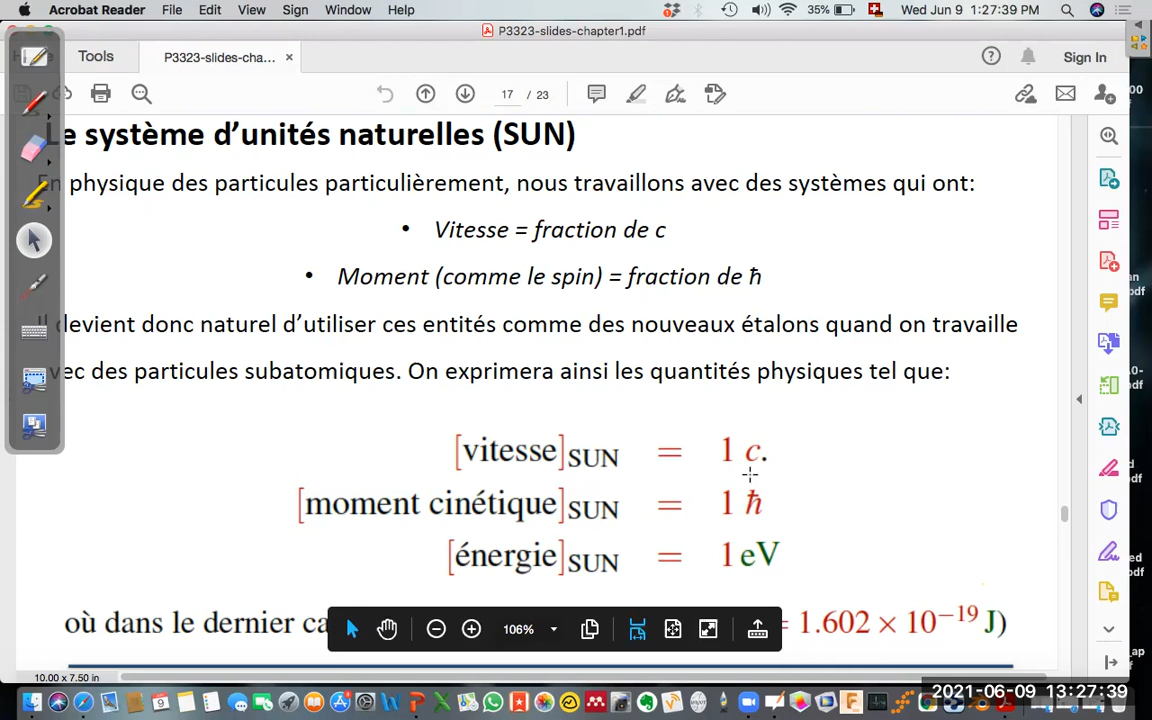 Acrobat Reader File Edit View Sign Window Help 35% Wed Jun 9 1:27:39 PM
P3323-slides-chapter1.pdf
Tools P3323-slides-cha... × Sign In
17 / 23
Le système d’unités naturelles (SUN)
En physique des particules particulièrement, nous travaillons avec des systèmes qui ont:
• Vitesse = fraction de c
• Moment (comme le spin) = fraction de ħ
Il devient donc naturel d’utiliser ces entités comme des nouveaux étalons quand on travaille
vec des particules subatomiques. On exprimera ainsi les quantités physiques tel que:
[vitesse]SUN = 1 c.
[moment cinétique]SUN = 1 ħ
[énergie]SUN = 1 eV
où dans le dernier ca = 1.602 × 10−19 J)
106%
10.00 x 7.50 in
2021-06-09 13:27:39